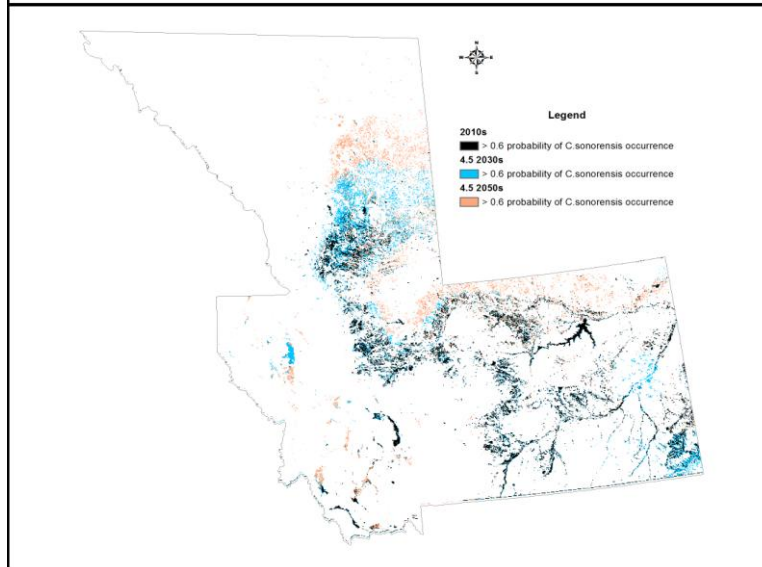 N
W E
S
Legend
2010s
> 0.6 probability of C.sonorensis occurrence
4.5 2030s
> 0.6 probability of C.sonorensis occurrence
4.5 2050s
> 0.6 probability of C.sonorensis occurrence